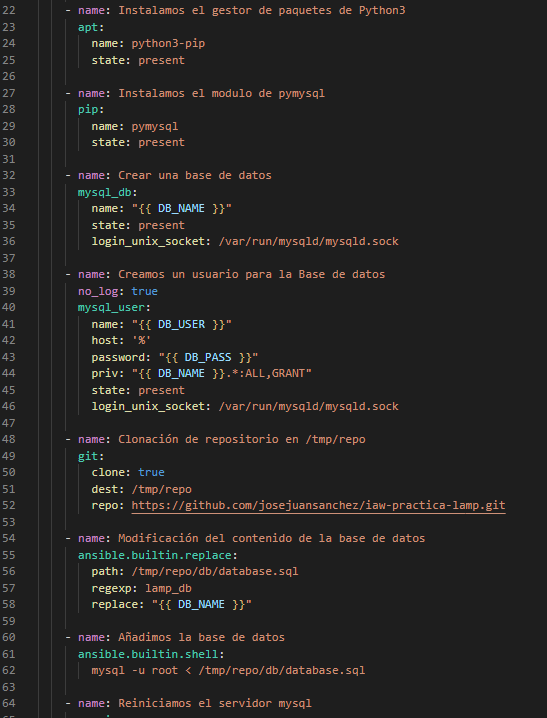 22 - name: Instalamos el gestor de paquetes de Python3
23 apt:
24 name: python3-pip
25 state: present
26
27 - name: Instalamos el modulo de pymysql
28 pip:
29 name: pymysql
30 state: present
31
32 - name: Crear una base de datos
33 mysql_db:
34 name: "{{ DB_NAME }}"
35 state: present
36 login_unix_socket: /var/run/mysqld/mysqld.sock
37
38 - name: Creamos un usuario para la Base de datos
39 no_log: true
40 mysql_user:
41 name: "{{ DB_USER }}"
42 host: '%'
43 password: "{{ DB_PASS }}"
44 priv: "{{ DB_NAME }}.*:ALL,GRANT"
45 state: present
46 login_unix_socket: /var/run/mysqld/mysqld.sock
47
48 - name: Clonación de repositorio en /tmp/repo
49 git:
50 clone: true
51 dest: /tmp/repo
52 repo: https://github.com/josejuansanchez/iaw-practica-lamp.git
53
54 - name: Modificación del contenido de la base de datos
55 ansible.builtin.replace:
56 path: /tmp/repo/db/database.sql
57 regexp: lamp_db
58 replace: "{{ DB_NAME }}"
59
60 - name: Añadimos la base de datos
61 ansible.builtin.shell:
62 mysql -u root < /tmp/repo/db/database.sql
63
64 - name: Reiniciamos el servidor mysql